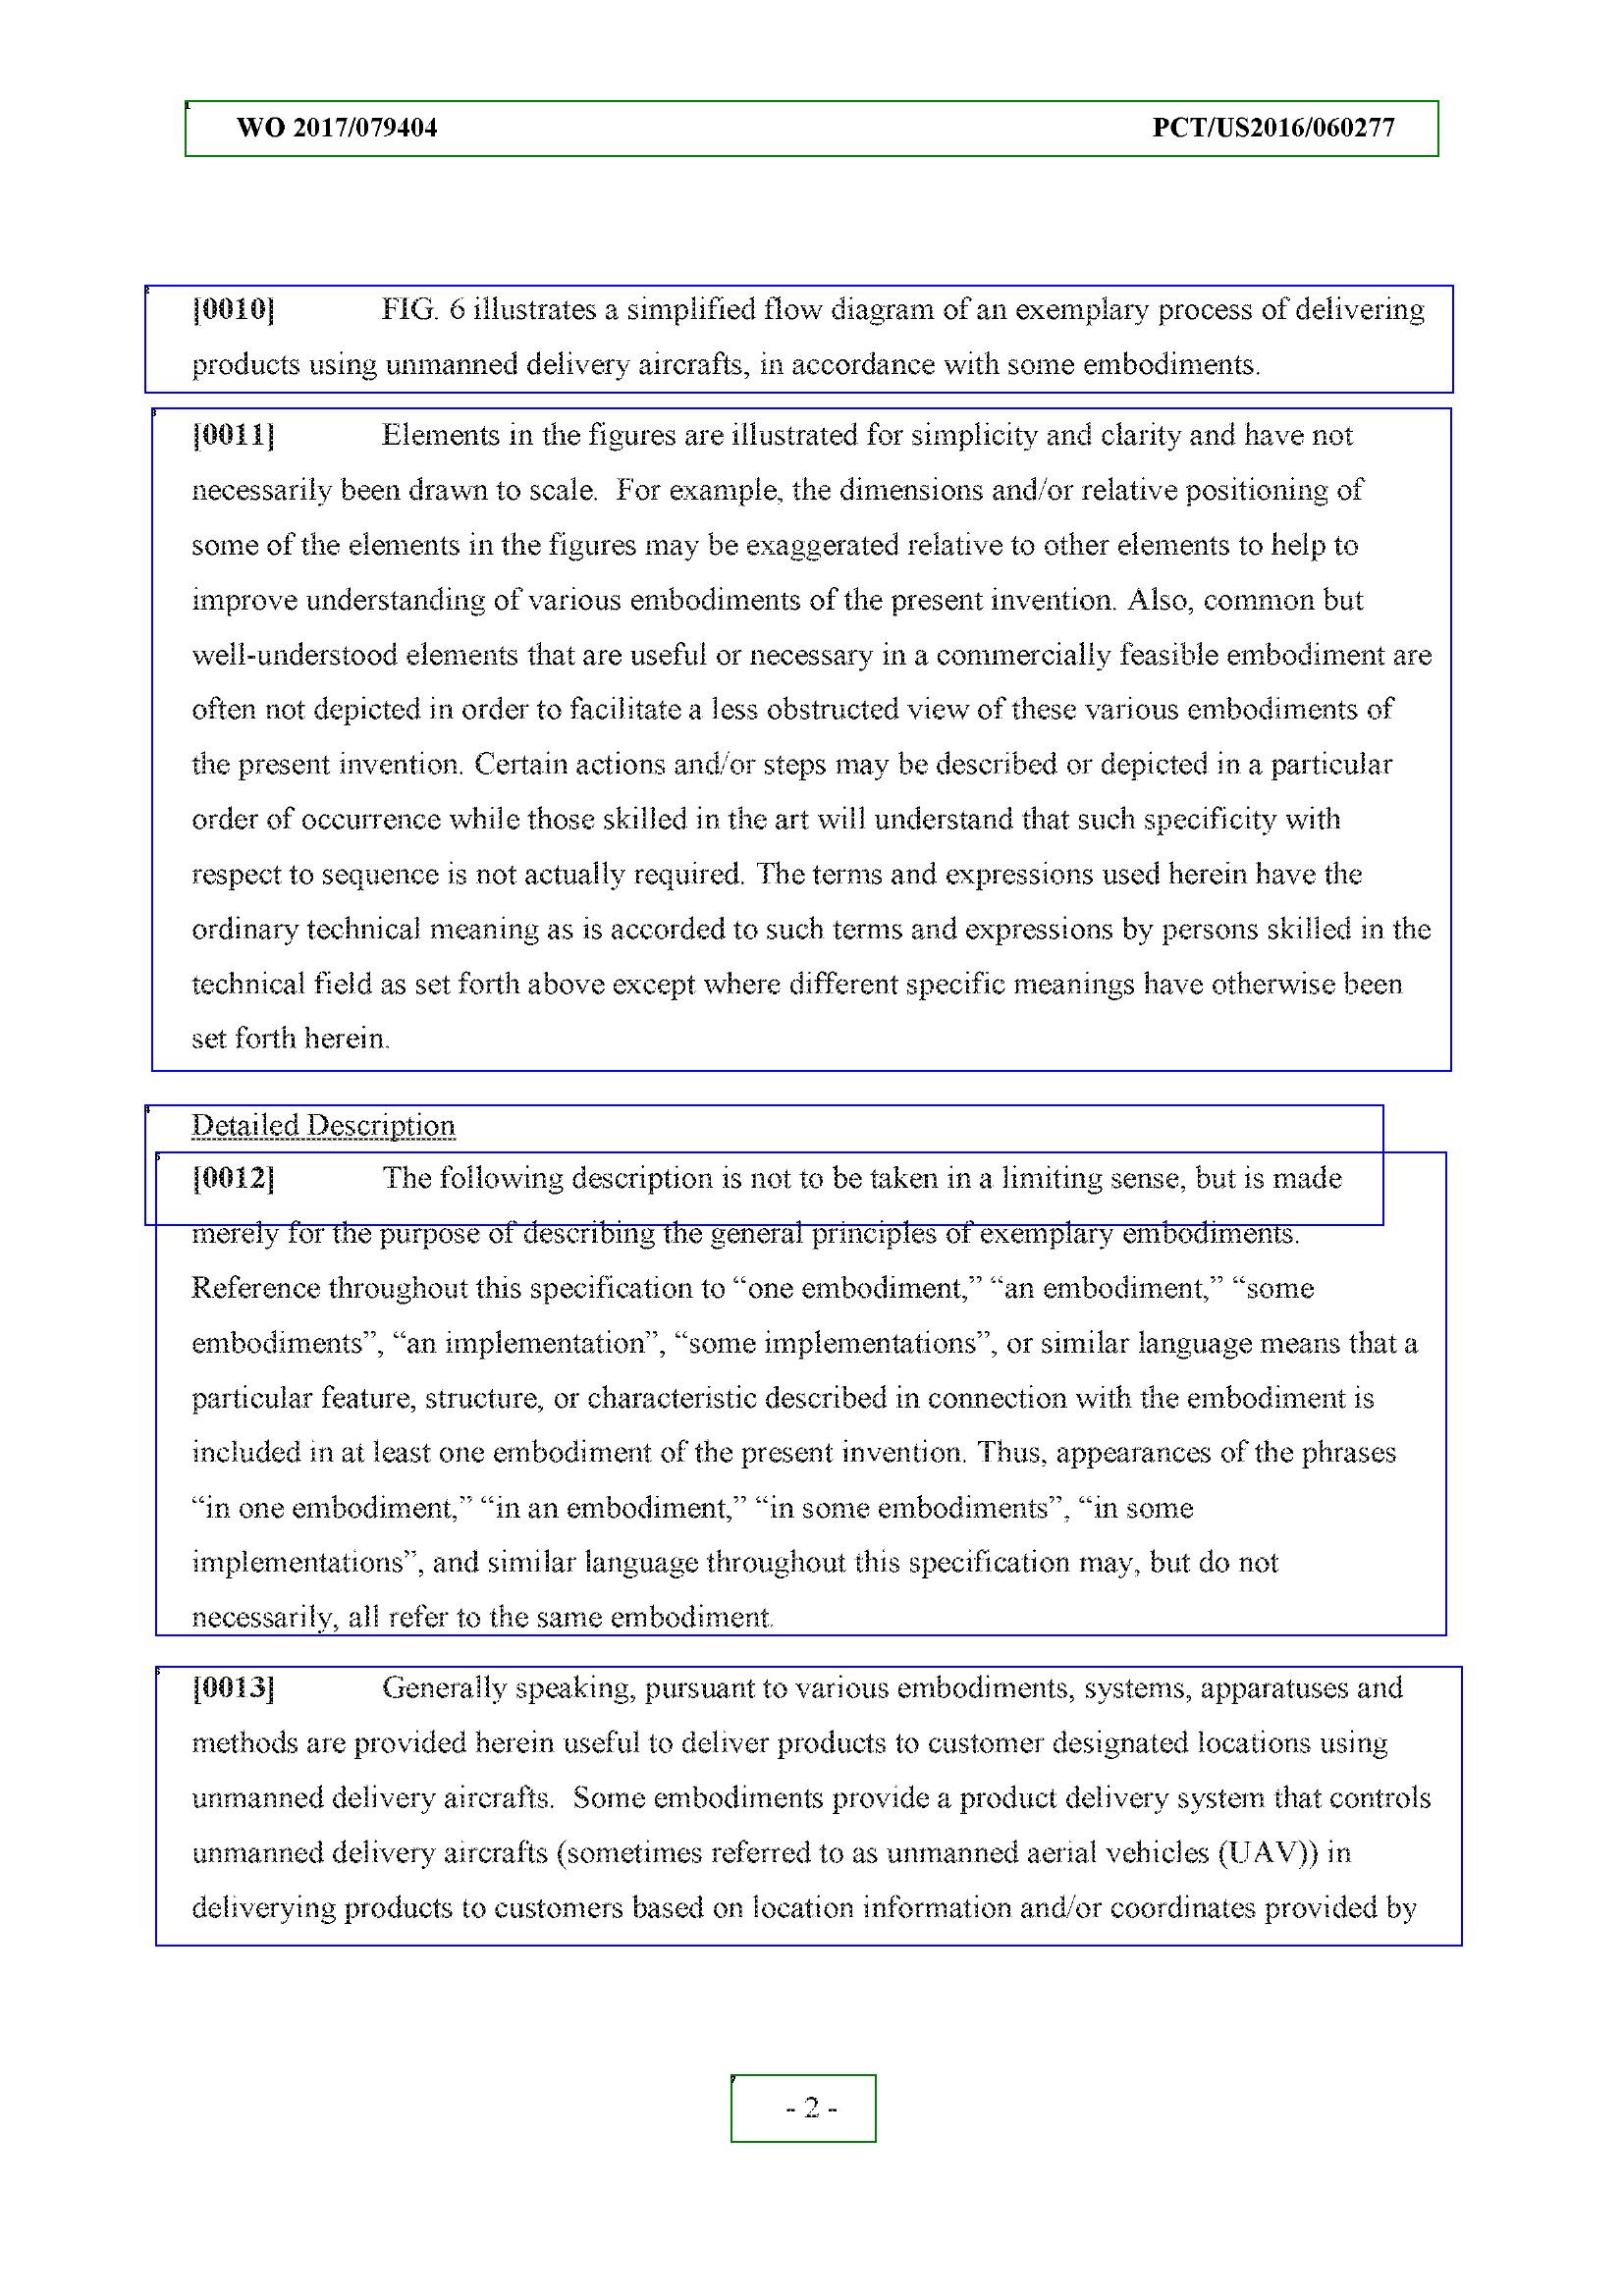 WO 2017/079404 PCT/US2016/060277
[0010] FIG. 6 illustrates a simplified flow diagram of an exemplary process of delivering
products using unmanned delivery aircrafts, in accordance with some embodiments.
[0011] Elements in the figures are illustrated for simplicity and clarity and have not
necessarily been drawn to scale. For example, the dimensions and/or relative positioning of
some of the elements in the figures may be exaggerated relative to other elements to help to
improve understanding of various embodiments of the present invention. Also, common but
well-understood elements that are useful or necessary in a commercially feasible embodiment are
often not depicted in order to facilitate a less obstructed view of these various embodiments of
the present invention. Certain actions and/or steps may be described or depicted in a particular
order of occurrence while those skilled in the art will understand that such specificity with
respect to sequence is not actually required. The terms and expressions used herein have the
ordinary technical meaning as is accorded to such terms and expressions by persons skilled in the
technical field as set forth above except where different specific meanings have otherwise been
set forth herein.
Detailed Description
[0012] The following description is not to be taken in a limiting sense, but is made
merely for the purpose of describing the general principles of exemplary embodiments.
Reference throughout this specification to “one embodiment,” “an embodiment,” “some
embodiments”, “an implementation”, “some implementations”, or similar language means that a
particular feature, structure, or characteristic described in connection with the embodiment is
included in at least one embodiment of the present invention. Thus, appearances of the phrases
“in one embodiment,” “in an embodiment,” “in some embodiments”, “in some
implementations”, and similar language throughout this specification may, but do not
necessarily, all refer to the same embodiment.
[0013] Generally speaking, pursuant to various embodiments, systems, apparatuses and
methods are provided herein useful to deliver products to customer designated locations using
unmanned delivery aircrafts. Some embodiments provide a product delivery system that controls
unmanned delivery aircrafts (sometimes referred to as unmanned aerial vehicles (UAV)) in
deliverying products to customers based on location information and/or coordinates provided by
- 2 -